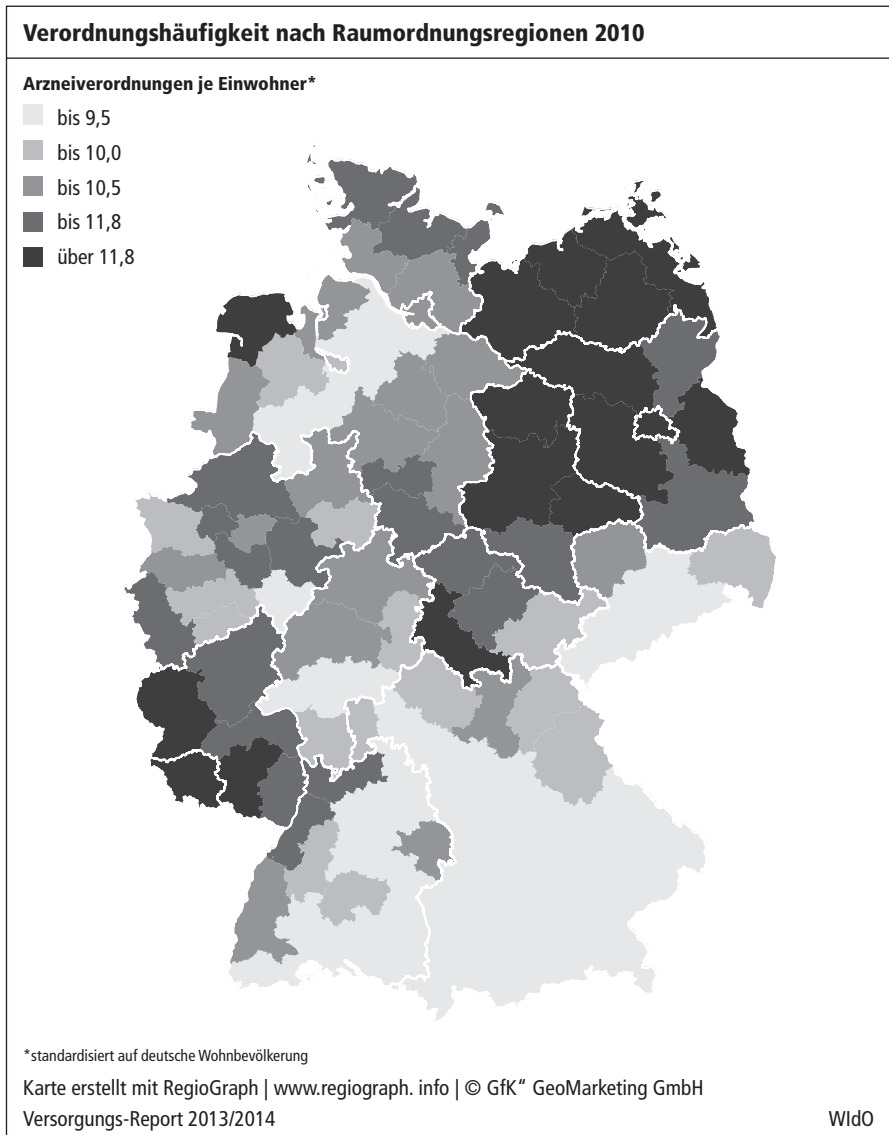 Verordnungshäufigkeit nach Raumordnungsregionen 2010
Arzneiverordnungen je Einwohner*
bis 9,5
bis 10,0
bis 10,5
bis 11,8
über 11,8
*standardisiert auf deutsche Wohnbevölkerung
Karte erstellt mit RegioGraph | www.regiograph. info | © GfK“ GeoMarketing GmbH
Versorgungs-Report 2013/2014
WIdO